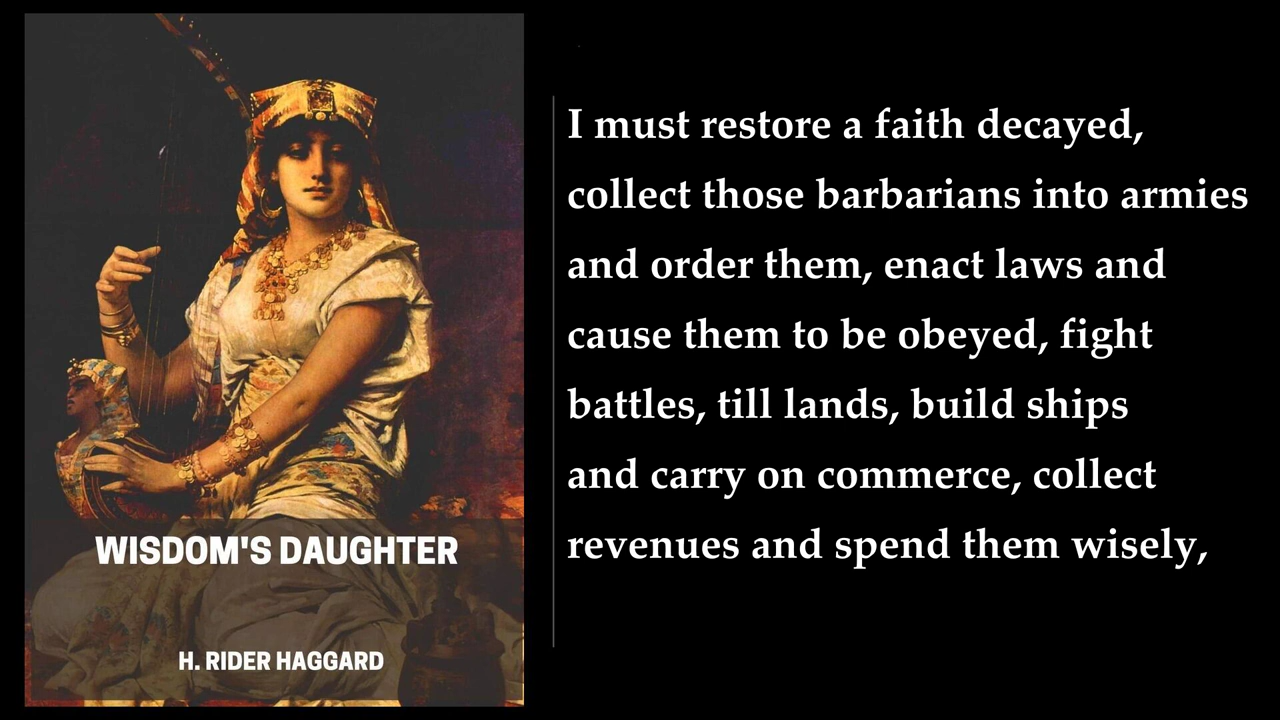 WISDOM'S DAUGHTER
H. RIDER HAGGARD
I must restore a faith decayed,
collect those barbarians into armies
and order them, enact laws and
cause them to be obeyed, fight
battles, till lands, build ships
and carry on commerce, collect
revenues and spend them wisely,